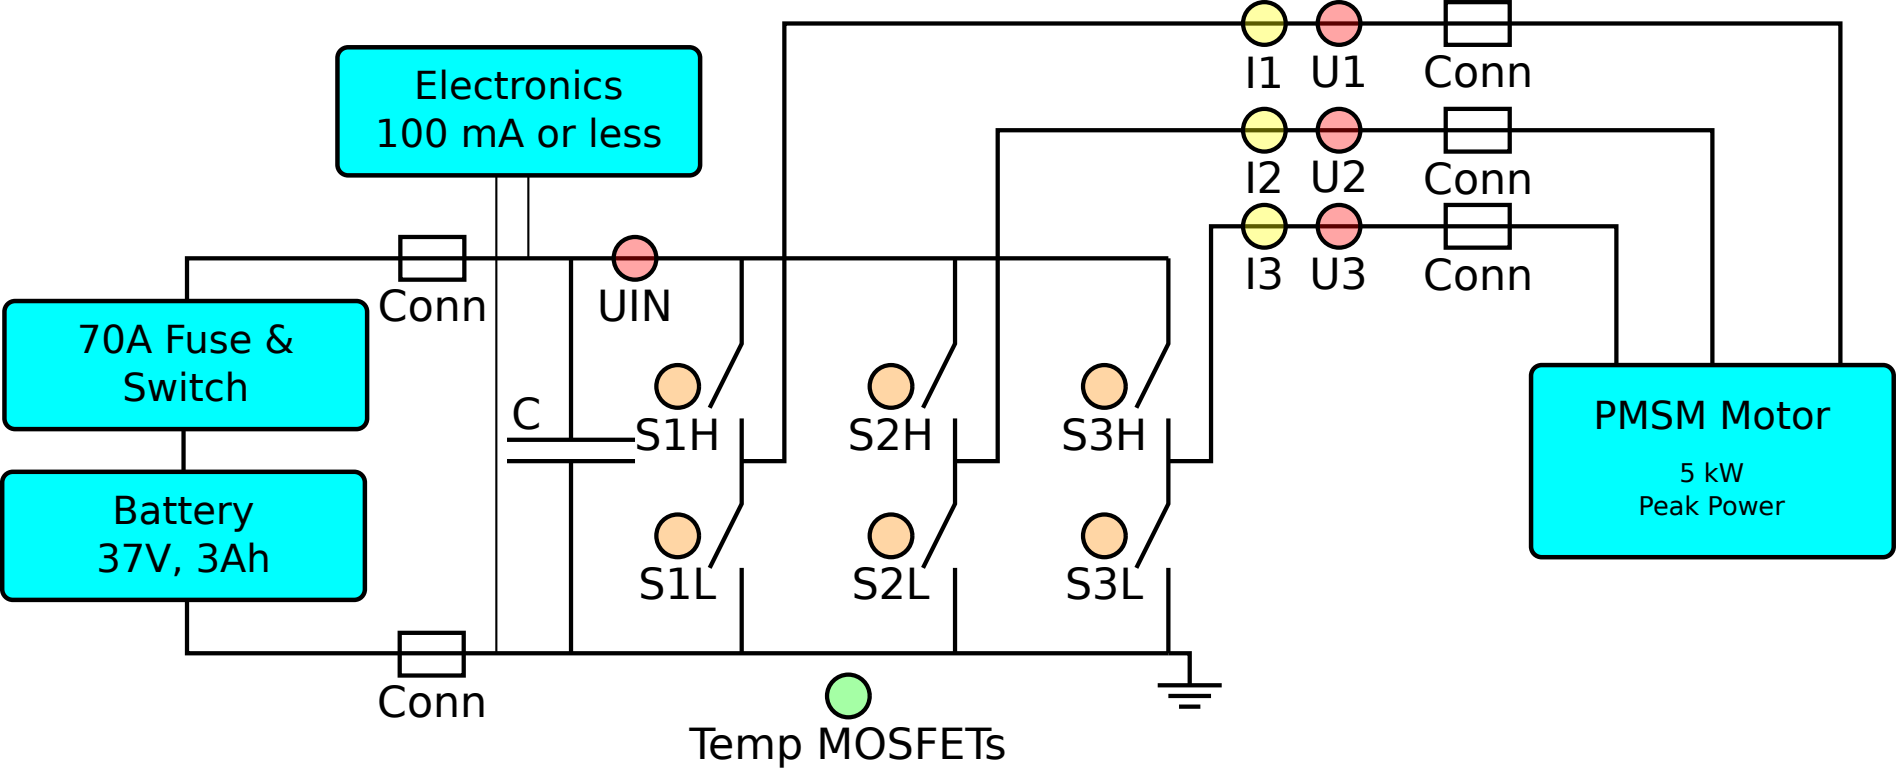 I1 U1 Conn
Electronics
100 mA or less
I2 U2 Conn
I3 U3 Conn
Conn
UIN
70A Fuse &
Switch
C
S1H S2H S3H
PMSM Motor
5 kW
Peak Power
Battery
37V, 3Ah
S1L S2L S3L
Conn
Temp MOSFETs